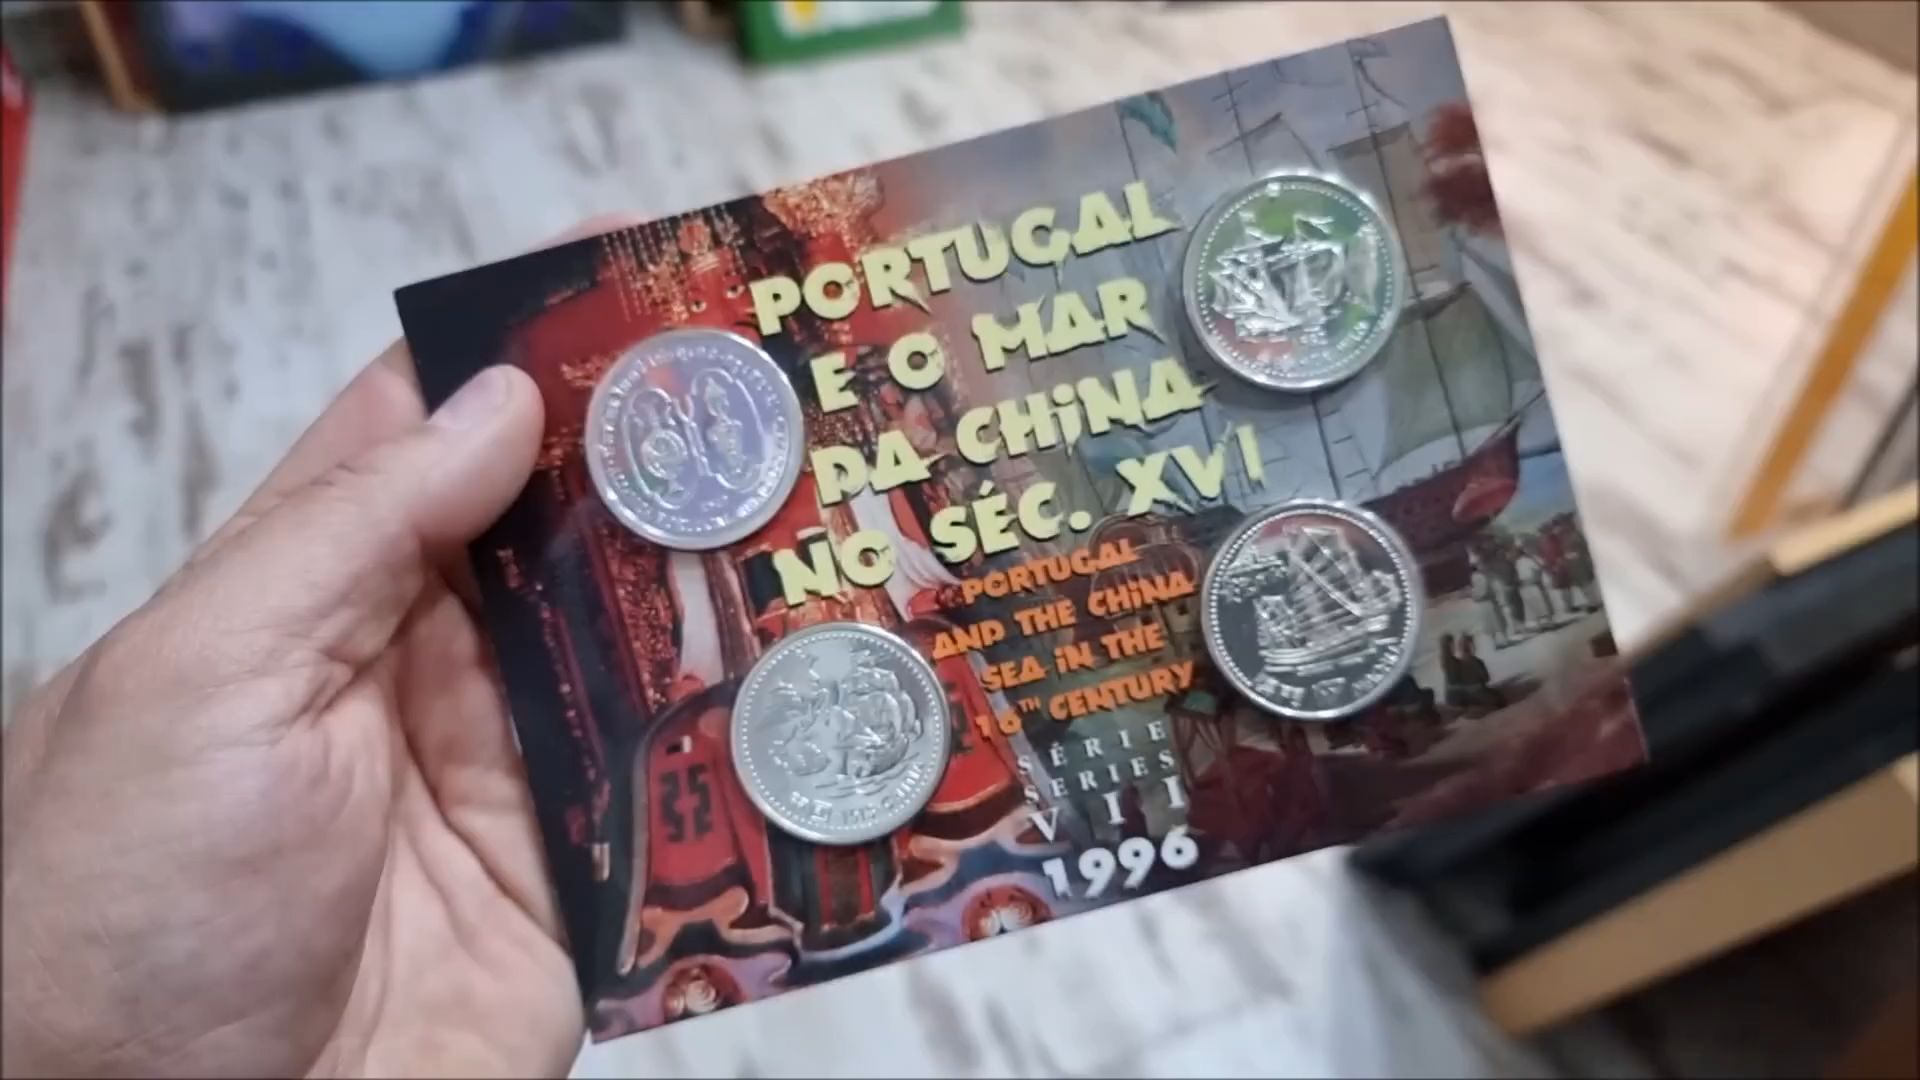 PORTUGAL
E O MAR
DA CHiNA
NO SÉC. XVI
PORTUGAL
AND THE CHiNA
SEA iN THE
16TH CENTURY
SÉRIE
SERIES
VII
1996